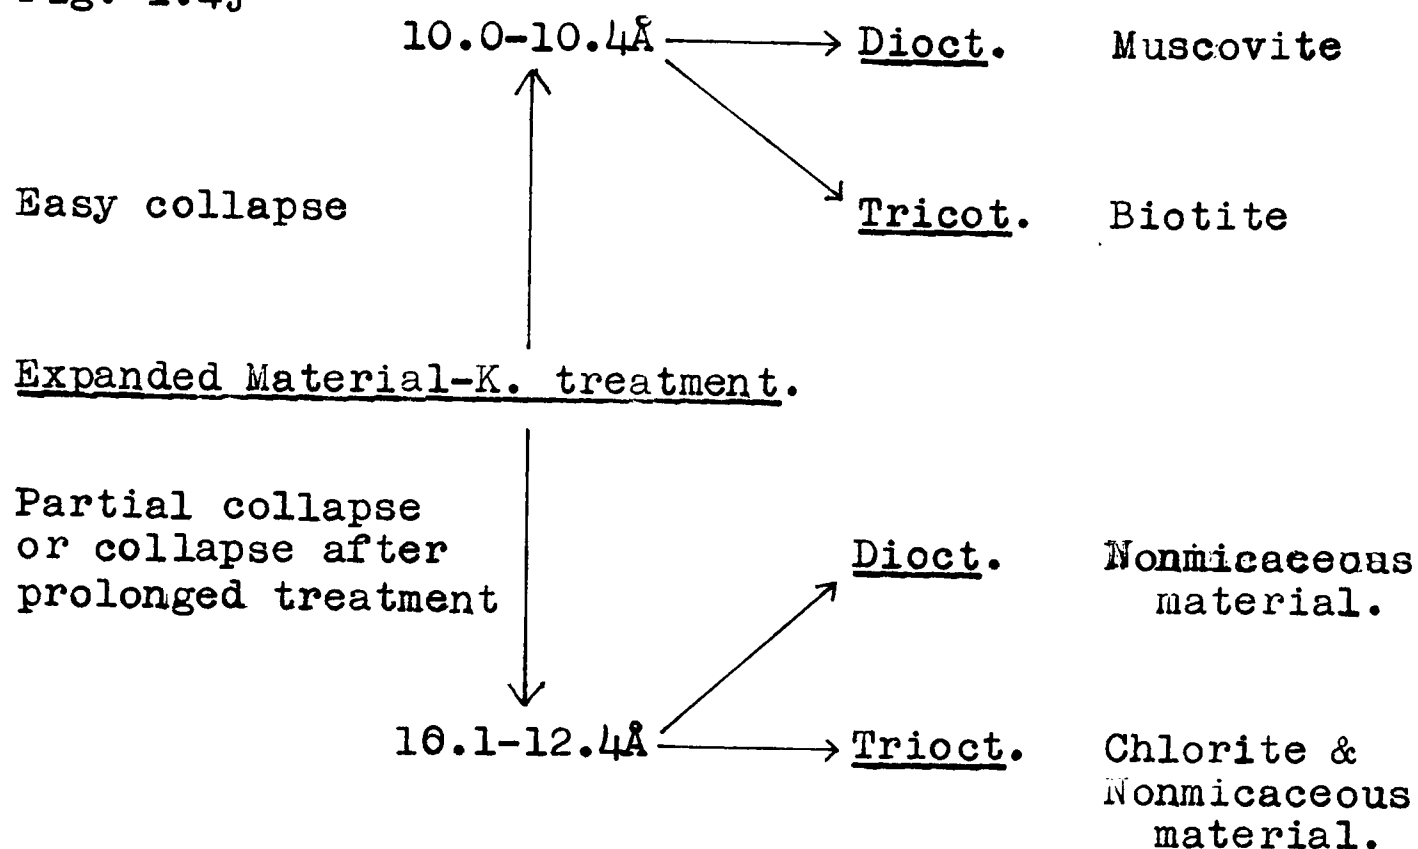 10.0-10.4Å Dioct. Muscovite
Easy collapse
Tricot. Biotite
Expanded Material-K. treatment.
Partial collapse
or collapse after
prolonged treatment
Dioct. Nonmicaceous
material.
10.1-12.4Å Trioct. Chlorite &
Nonmicaceous
material.